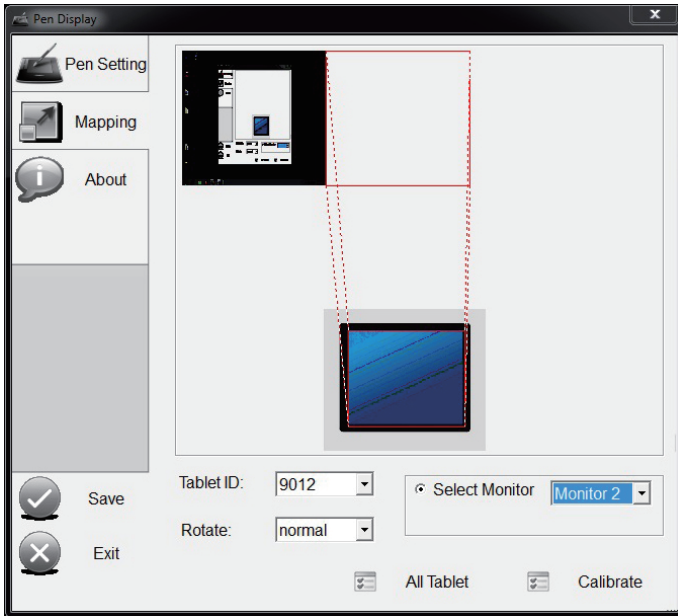 Pen Display
x
Pen Setting
Mapping
About
Tablet ID: 9012
Select Monitor Monitor 2
Rotate: normal
Save
Exit
All Tablet Calibrate